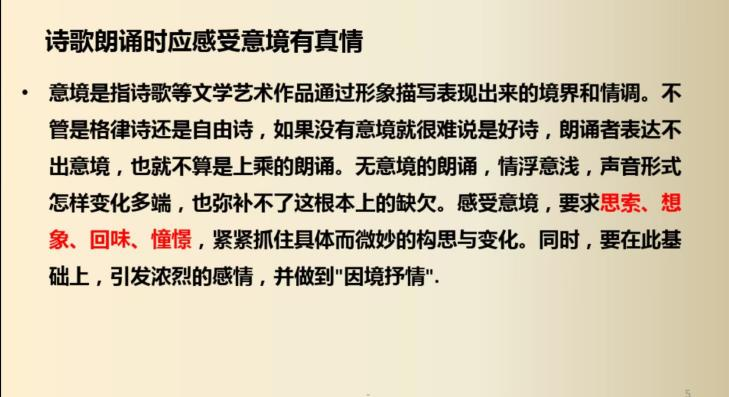 诗歌朗诵时应感受意境有真情
• 意境是指诗歌等文学艺术作品通过形象描写表现出来的境界和情调。不
管是格律诗还是自由诗，如果没有意境就很难说是好诗，朗诵者表达不
出意境，也就不算是上乘的朗诵。无意境的朗诵，情浮意浅，声音形式
怎样变化多端，也弥补不了这根本上的缺欠。感受意境，要求思索、想
象、回味、憧憬，紧紧抓住具体而微妙的构思与变化。同时，要在此基
础上，引发浓烈的感情，并做到"因境抒情".
5